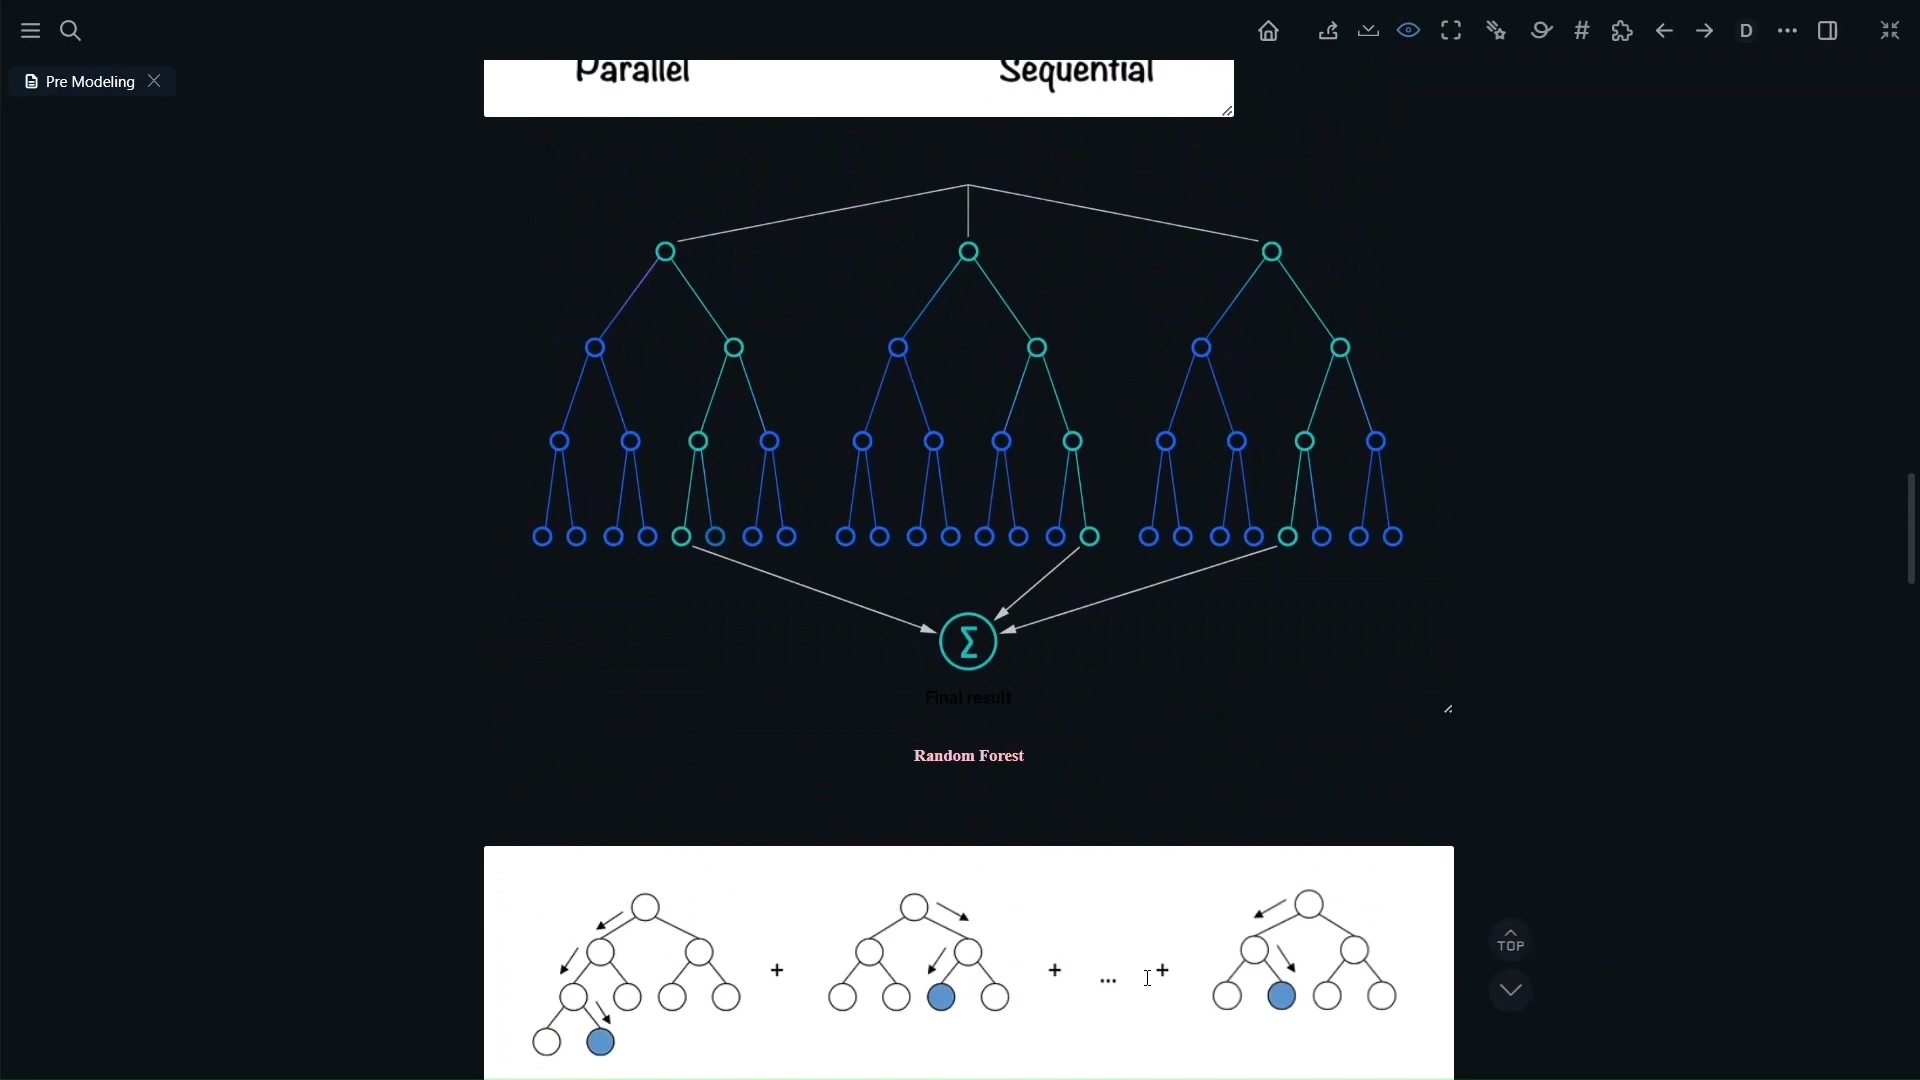 D
Pre Modeling
Parallel Sequential
Σ
Final result
Random Forest
+ + ... +
TOP